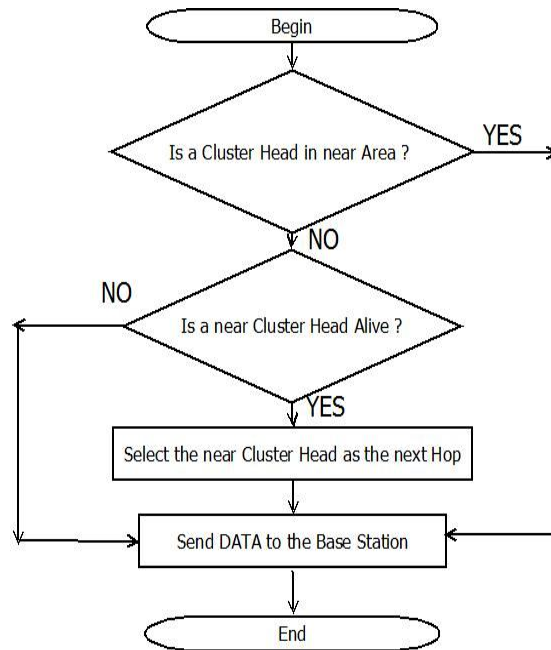 Begin
Is a Cluster Head in near Area ?
YES
NO
NO
Is a near Cluster Head Alive ?
YES
Select the near Cluster Head as the next Hop
Send DATA to the Base Station
End